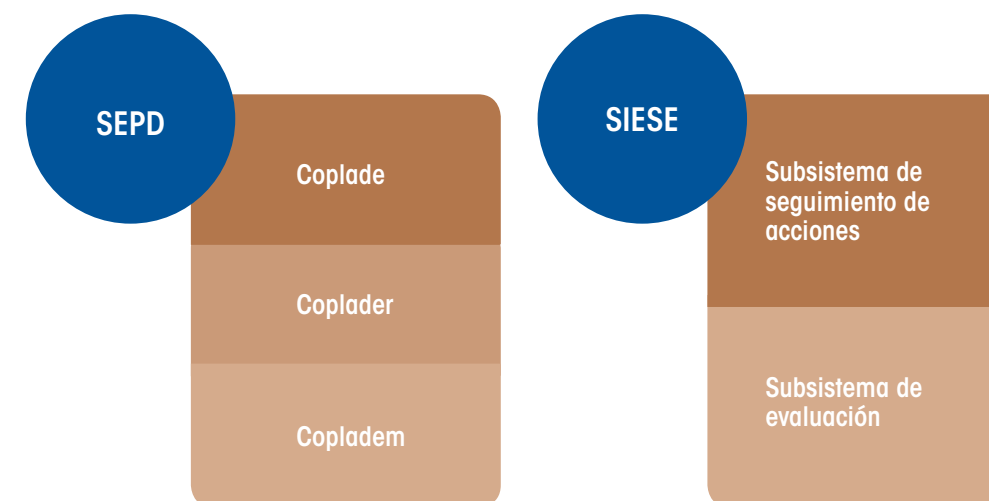 SEPD
Coplade
Coplader
Copladem
SIESE
Subsistema de
seguimiento de
acciones
Subsistema de
evaluación